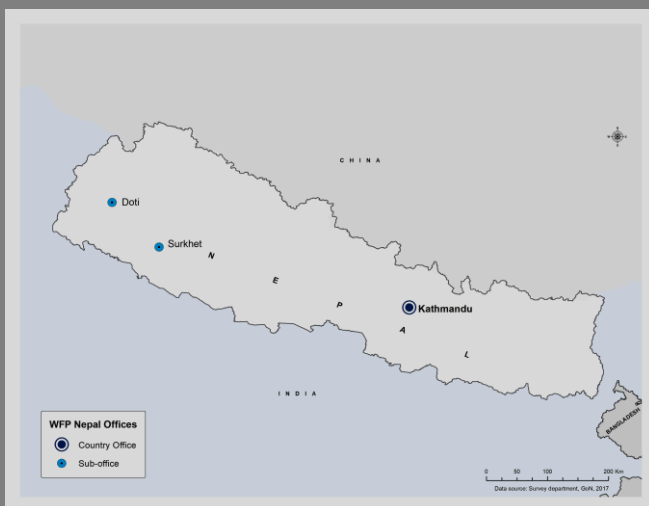 CHINA
Doti
Surkhet
NEPAL
Kathmandu
INDIA
BANGLADESH
WFP Nepal Offices
Country Office
Sub-office
0 50 100 200 Km
Data source: Survey department, GoN, 2017